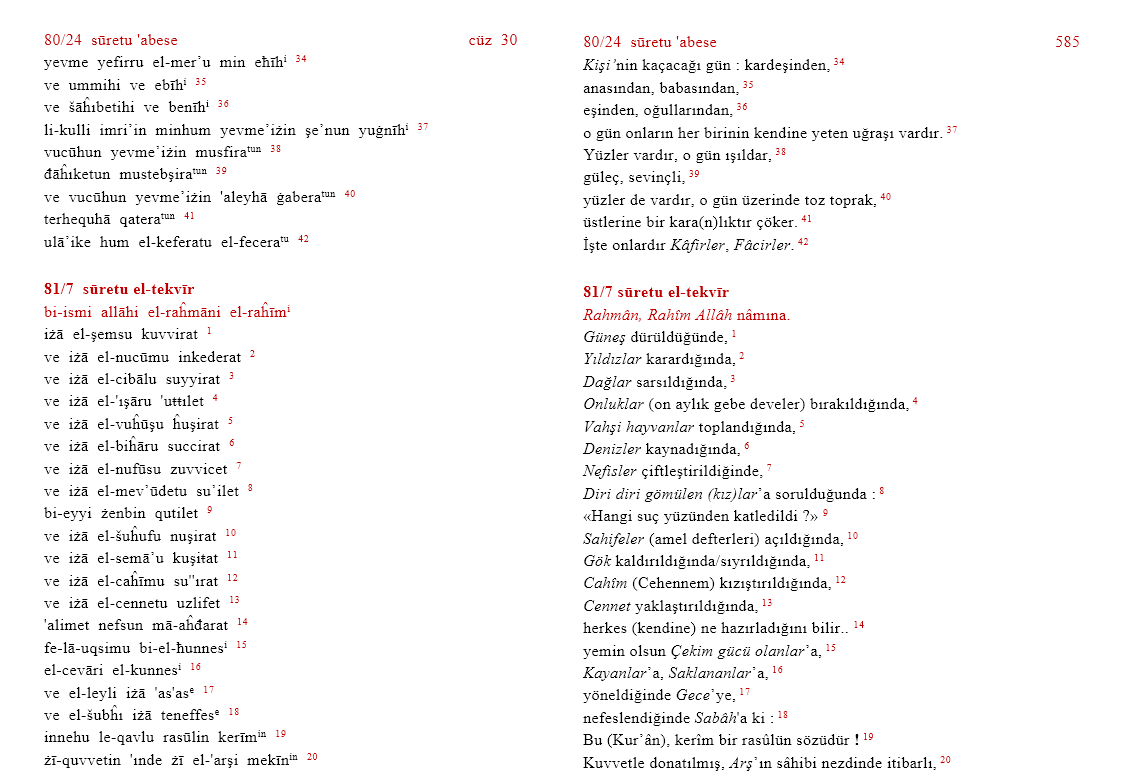 80/24 sūretu 'abese cüz 30
yevme yefirru el-mer’u min eħīhⁱ 34
ve ummihi ve ebīhⁱ 35
ve šāĥıbetihi ve benīhⁱ 36
li-kulli imri’in minhum yevme’iżin şe’nun yuġnīhⁱ 37
vucūhun yevme’iżin musfiraᵗᵘⁿ 38
đāĥıketun mustebşiraᵗᵘⁿ 39
ve vucūhun yevme’iżin 'aleyhā ġaberaᵗᵘⁿ 40
terhequhā qateraᵗᵘⁿ 41
ulā’ike hum el-keferatu el-feceraᵗᵘ 42
81/7 sūretu el-tekvīr
bi-ismi allāhi el-raĥmāni el-raĥīmⁱ
iżā el-şemsu kuvvirat 1
ve iżā el-nucūmu inkederat 2
ve iżā el-cibālu suyyirat 3
ve iżā el-'ışāru 'uŧŧılet 4
ve iżā el-vuĥūşu ĥuşirat 5
ve iżā el-biĥāru succirat 6
ve iżā el-nufūsu zuvvicet 7
ve iżā el-mev’ūdetu su’ilet 8
bi-eyyi żenbin qutilet 9
ve iżā el-šuĥufu nuşirat 10
ve iżā el-semā’u kuşiŧat 11
ve iżā el-caĥīmu su''ırat 12
ve iżā el-cennetu uzlifet 13
'alimet nefsun mā-aĥđarat 14
fe-lā-uqsimu bi-el-ħunnesⁱ 15
el-cevāri el-kunnesⁱ 16
ve el-leyli iżā 'as'asᵉ 17
ve el-šubĥı iżā teneffesᵉ 18
innehu le-qavlu rasūlin kerīmⁱⁿ 19
żī-quvvetin 'ınde żī el-'arşi mekīnⁱⁿ 20
80/24 sūretu 'abese 585
Kişi’nin kaçacağı gün : kardeşinden, 34
anasından, babasından, 35
eşinden, oğullarından, 36
o gün onların her birinin kendine yeten uğraşı vardır. 37
Yüzler vardır, o gün ışıldar, 38
güleç, sevinçli, 39
yüzler de vardır, o gün üzerinde toz toprak, 40
üstlerine bir kara(n)lıktır çöker. 41
İşte onlardır Kâfirler, Fâcirler. 42
81/7 sūretu el-tekvīr
Rahmân, Rahîm Allâh nâmına.
Güneş dürüldüğünde, 1
Yıldızlar karardığında, 2
Dağlar sarsıldığında, 3
Onluklar (on aylık gebe develer) bırakıldığında, 4
Vahşi hayvanlar toplandığında, 5
Denizler kaynadığında, 6
Nefisler çiftleştirildiğinde, 7
Diri diri gömülen (kız)lar’a sorulduğunda : 8
«Hangi suç yüzünden katledildi ?» 9
Sahifeler (amel defterleri) açıldığında, 10
Gök kaldırıldığında/sıyrıldığında, 11
Cahîm (Cehennem) kızıştırıldığında, 12
Cennet yaklaştırıldığında, 13
herkes (kendine) ne hazırladığını bilir.. 14
yemin olsun Çekim gücü olanlar’a, 15
Kayanlar’a, Saklananlar’a, 16
yöneldiğinde Gece’ye, 17
nefeslendiğinde Sabâh'a ki : 18
Bu (Kur’ân), kerîm bir rasûlün sözüdür ! 19
Kuvvetle donatılmış, Arş’ın sâhibi nezdinde itibarlı, 20